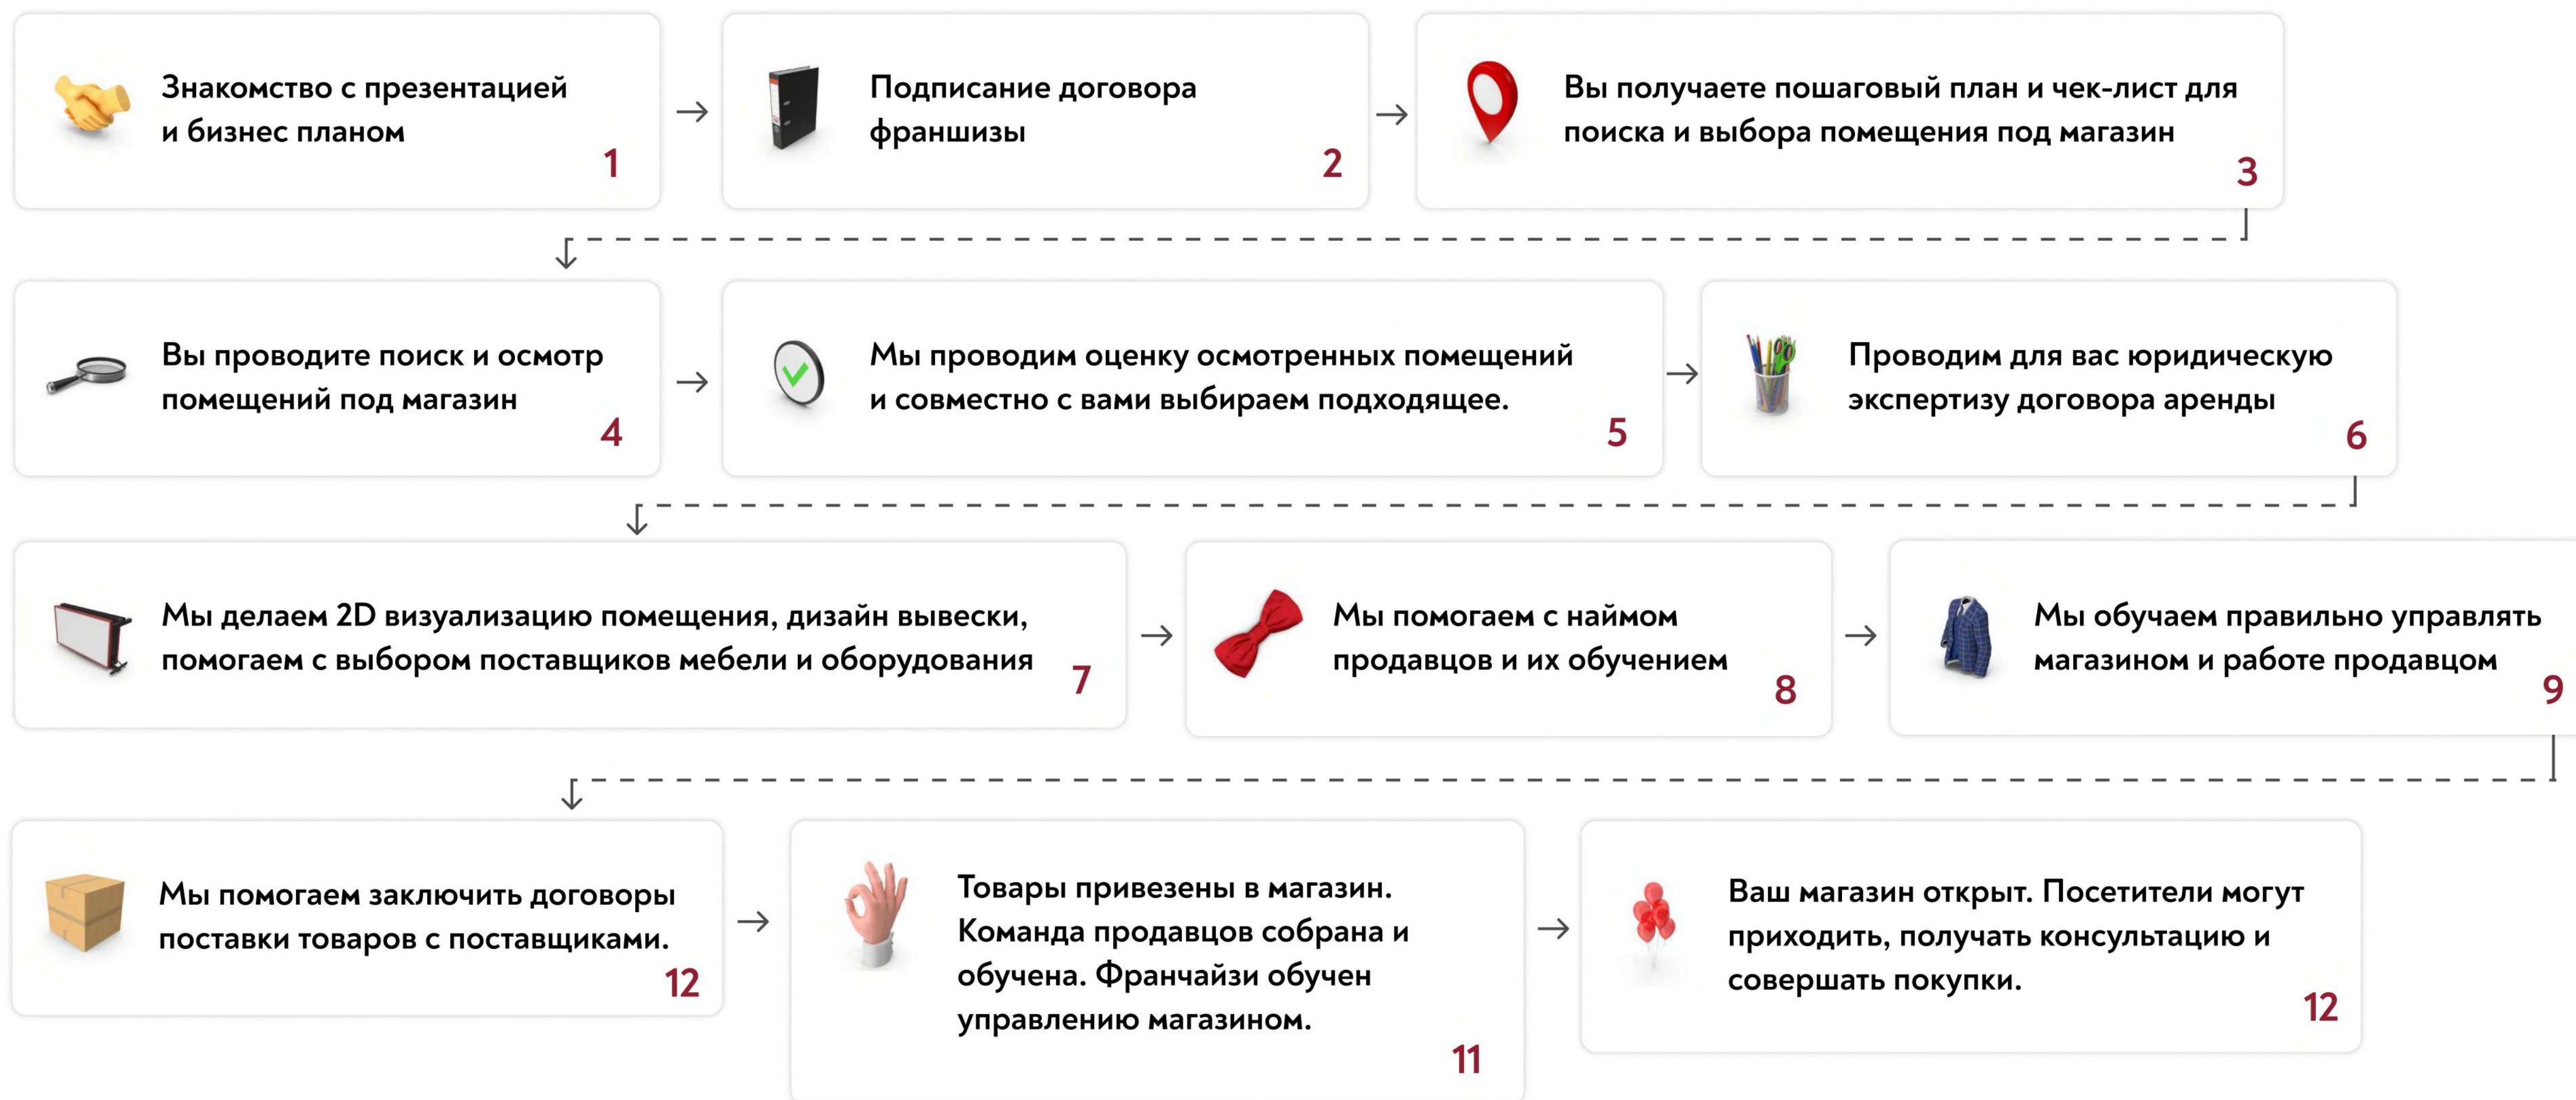 Знакомство с презентацией
и бизнес планом
1
Подписание договора
франшизы
2
Вы получаете пошаговый план и чек-лист для
поиска и выбора помещения под магазин
3
Вы проводите поиск и осмотр
помещений под магазин
4
Мы проводим оценку осмотренных помещений
и совместно с вами выбираем подходящее.
5
Проводим для вас юридическую
экспертизу договора аренды
6
Мы делаем 2D визуализацию помещения, дизайн вывески,
помогаем с выбором поставщиков мебели и оборудования
7
Мы помогаем с наймом
продавцов и их обучением
8
Мы обучаем правильно управлять
магазином и работе продавцом
9
Мы помогаем заключить договоры
поставки товаров с поставщиками.
12
Товары привезены в магазин.
Команда продавцов собрана и
обучена. Франчайзи обучен
управлению магазином.
11
Ваш магазин открыт. Посетители могут
приходить, получать консультацию и
совершать покупки.
12